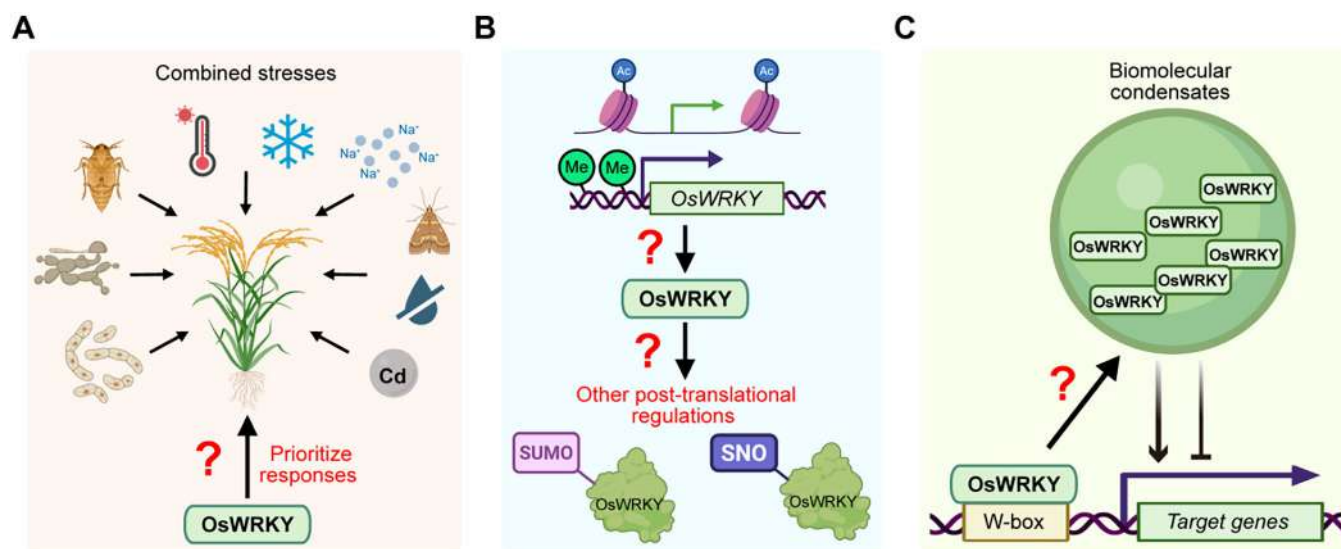 A
Combined stresses
Na⁺
Na⁺
Na⁺
Na⁺
Na⁺
Cd
?
Prioritize
responses
OsWRKY
B
Ac
Ac
Me
Me
OsWRKY
?
OsWRKY
?
Other post-translational
regulations
SUMO
SNO
OsWRKY
OsWRKY
C
Biomolecular
condensates
OsWRKY
OsWRKY
OsWRKY
OsWRKY
OsWRKY
OsWRKY
?
OsWRKY
W-box
Target genes